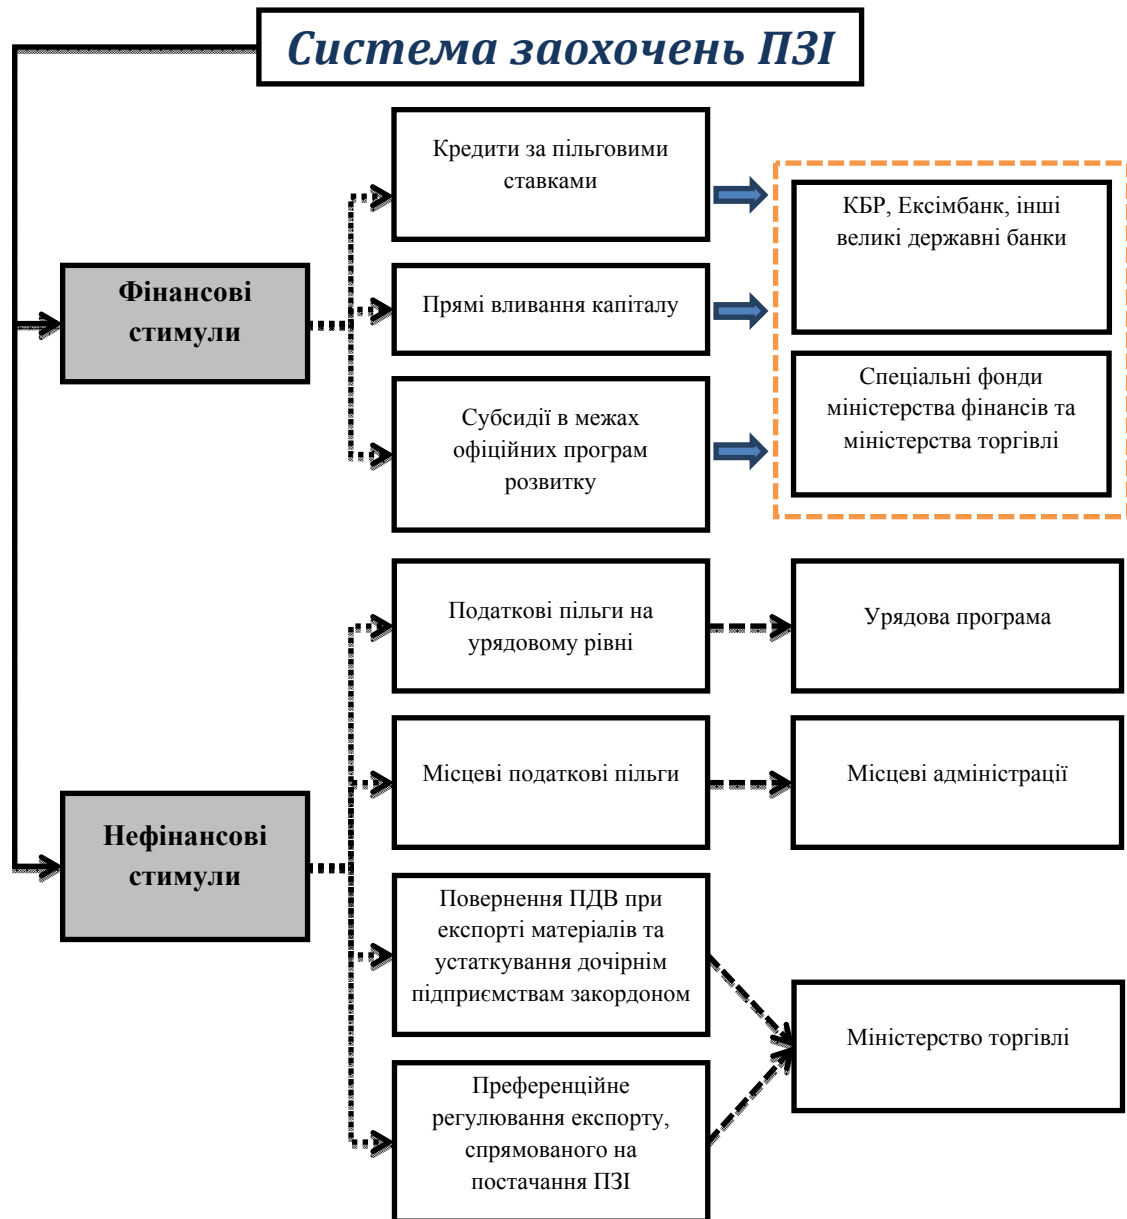 Система заохочень ПЗІ
Кредити за пільговими
ставками
КБР, Ексімбанк, інші
великі державні банки
Фінансові
стимули
Прямі вливання капіталу
Спеціальні фонди
міністерства фінансів та
міністерства торгівлі
Субсидії в межах
офіційних програм
розвитку
Податкові пільги на
урядовому рівні
Урядова програма
Місцеві податкові пільги
Місцеві адміністрації
Нефінансові
стимули
Повернення ПДВ при
експорті матеріалів та
устаткування дочірнім
підприємствам закордоном
Міністерство торгівлі
Преференційне
регулювання експорту,
спрямованого на
постачання ПЗІ